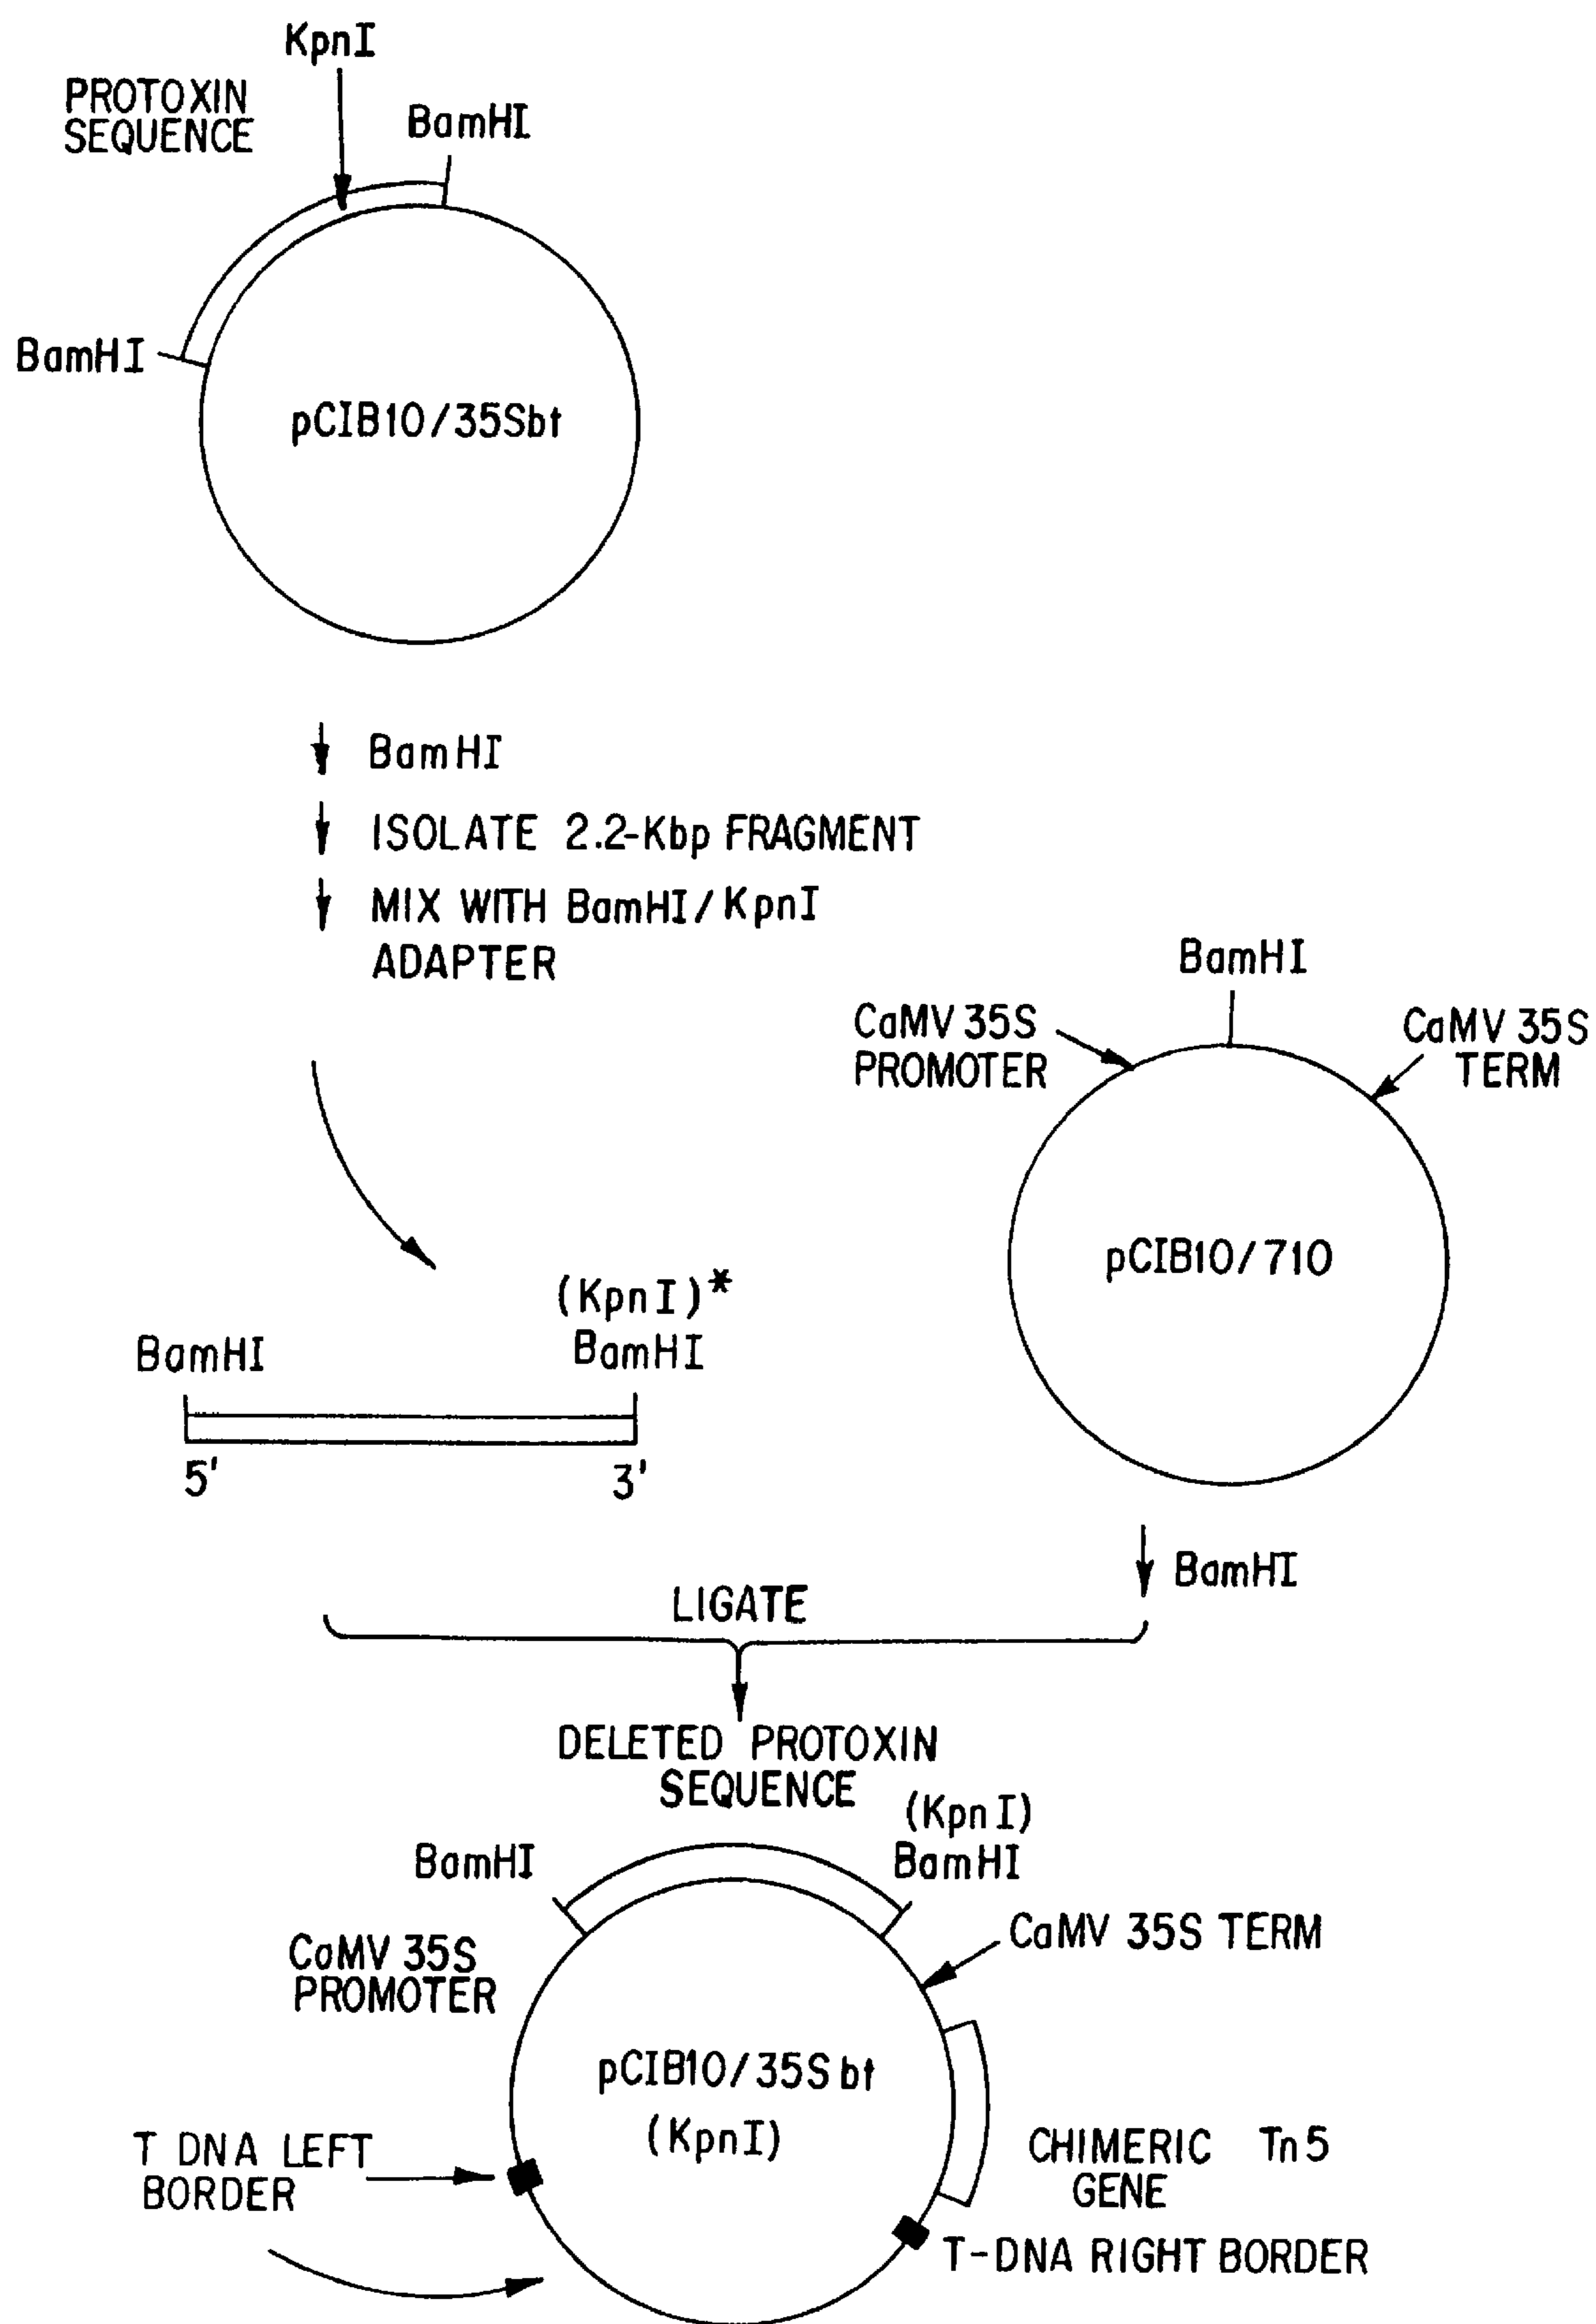 KpnI
PROTOXIN
SEQUENCE
BamHI
BamHI
pCIB10/35Sbt
BamHI
ISOLATE 2.2-Kbp FRAGMENT
MIX WITH BamHI/KpnI
ADAPTER
BamHI
CaMV 35S
PROMOTER
CaMV 35S
TERM
pCIB10/710
(KpnI)*
BamHI
BamHI
5'
3'
BamHI
LIGATE
DELETED PROTOXIN
SEQUENCE
(KpnI)
BamHI
BamHI
CaMV 35S TERM
CaMV 35S
PROMOTER
pCIB10/35Sbt
(KpnI)
T DNA LEFT
BORDER
CHIMERIC Tn5
GENE
T-DNA RIGHT BORDER